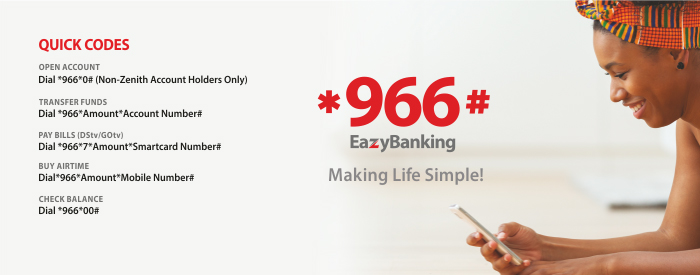 QUICK CODES
OPEN ACCOUNT
Dial *966*0# (Non-Zenith Account Holders Only)
TRANSFER FUNDS
Dial *966*Amount*Account Number#
PAY BILLS (DStv/GOtv)
Dial *966*7*Amount*Smartcard Number#
BUY AIRTIME
Dial*966*Amount*Mobile Number#
CHECK BALANCE
Dial *966*00#
*966#
EazyBanking
Making Life Simple!